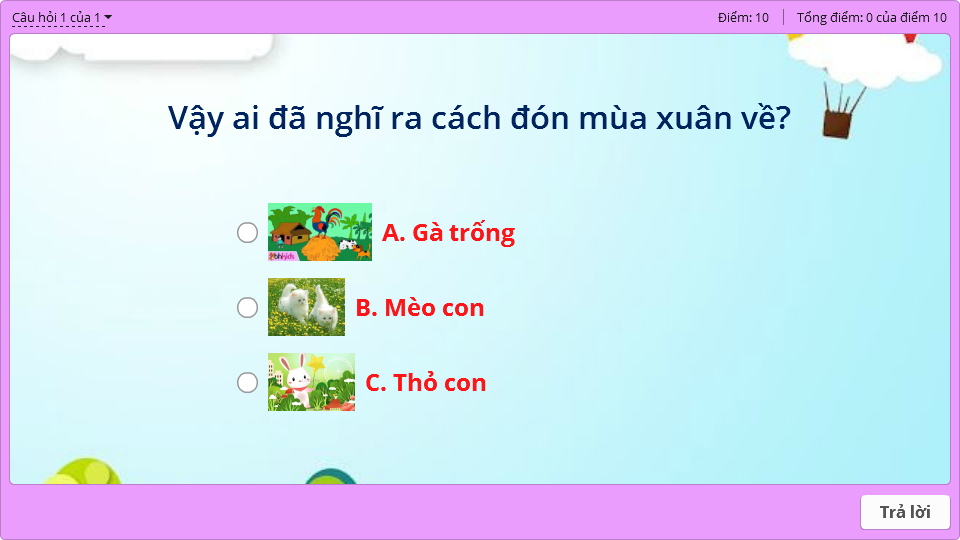 Câu hỏi 1 của 1
Điểm: 10
Tổng điểm: 0 của điểm 10
Vậy ai đã nghĩ ra cách đón mùa xuân về?
A. Gà trống
B. Mèo con
C. Thỏ con
Trả lời